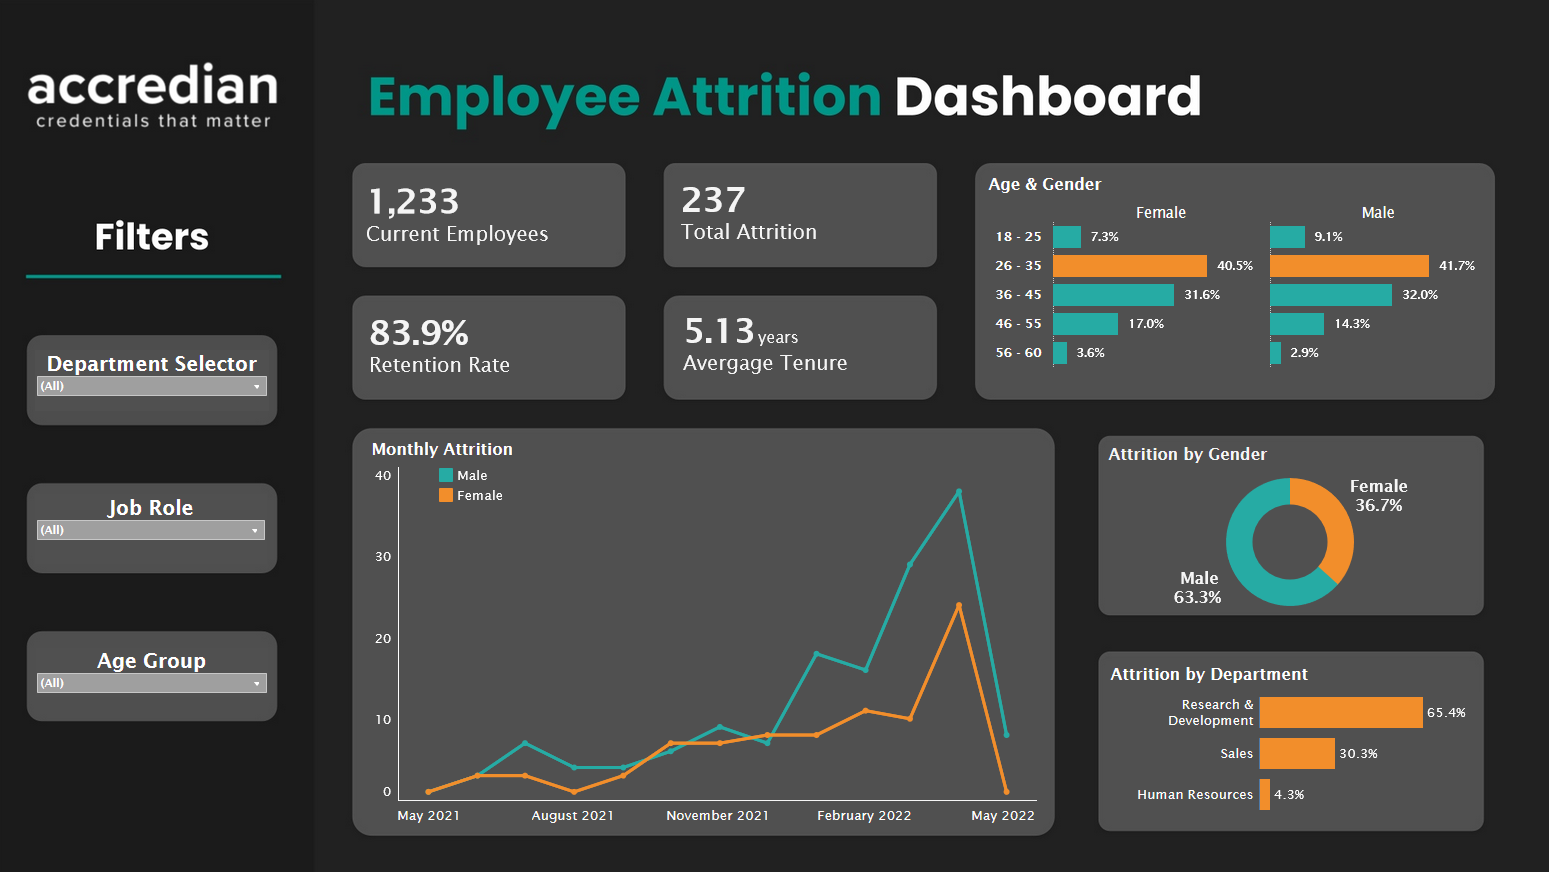 accredian
credentials that matter
Employee Attrition Dashboard
Filters
Department Selector
(All)
Job Role
(All)
Age Group
(All)
1,233
Current Employees
237
Total Attrition
83.9%
Retention Rate
5.13 years
Avergage Tenure
Age & Gender
Female Male
18 - 25 7.3% 9.1%
26 - 35 40.5% 41.7%
36 - 45 31.6% 32.0%
46 - 55 17.0% 14.3%
56 - 60 3.6% 2.9%
Monthly Attrition
Male
Female
40
30
20
10
0
May 2021 August 2021 November 2021 February 2022 May 2022
Attrition by Gender
Female
36.7%
Male
63.3%
Attrition by Department
Research &
Development 65.4%
Sales 30.3%
Human Resources 4.3%